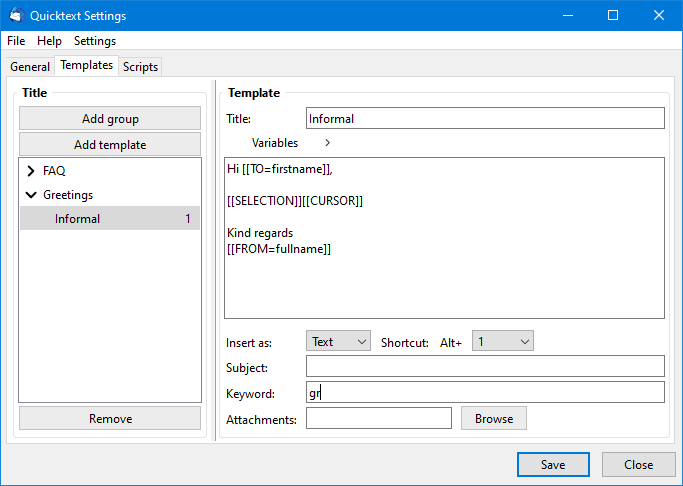 Quicktext Settings
File Help Settings
General Templates Scripts
Title
Add group
Add template
FAQ
Greetings
Informal 1
Remove
Template
Title: Informal
Variables
Hi [[TO=firstname]],
[[SELECTION]][[CURSOR]]
Kind regards
[[FROM=fullname]]
Insert as: Text Shortcut: Alt+ 1
Subject:
Keyword: gr
Attachments: Browse
Save Close